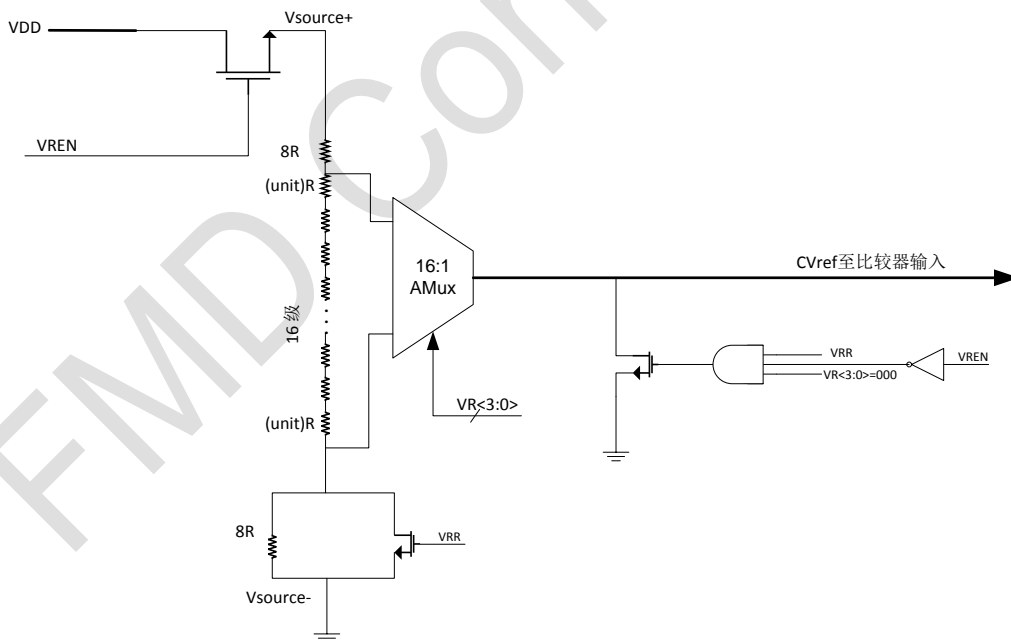 Vsource+
VDD
VREN
8R
(unit)R
16:1
AMux
CVref至比较器输入
16 级
VRR
VREN
VR<3:0>=000
VR<3:0>
(unit)R
8R
VRR
Vsource-
FMD Con